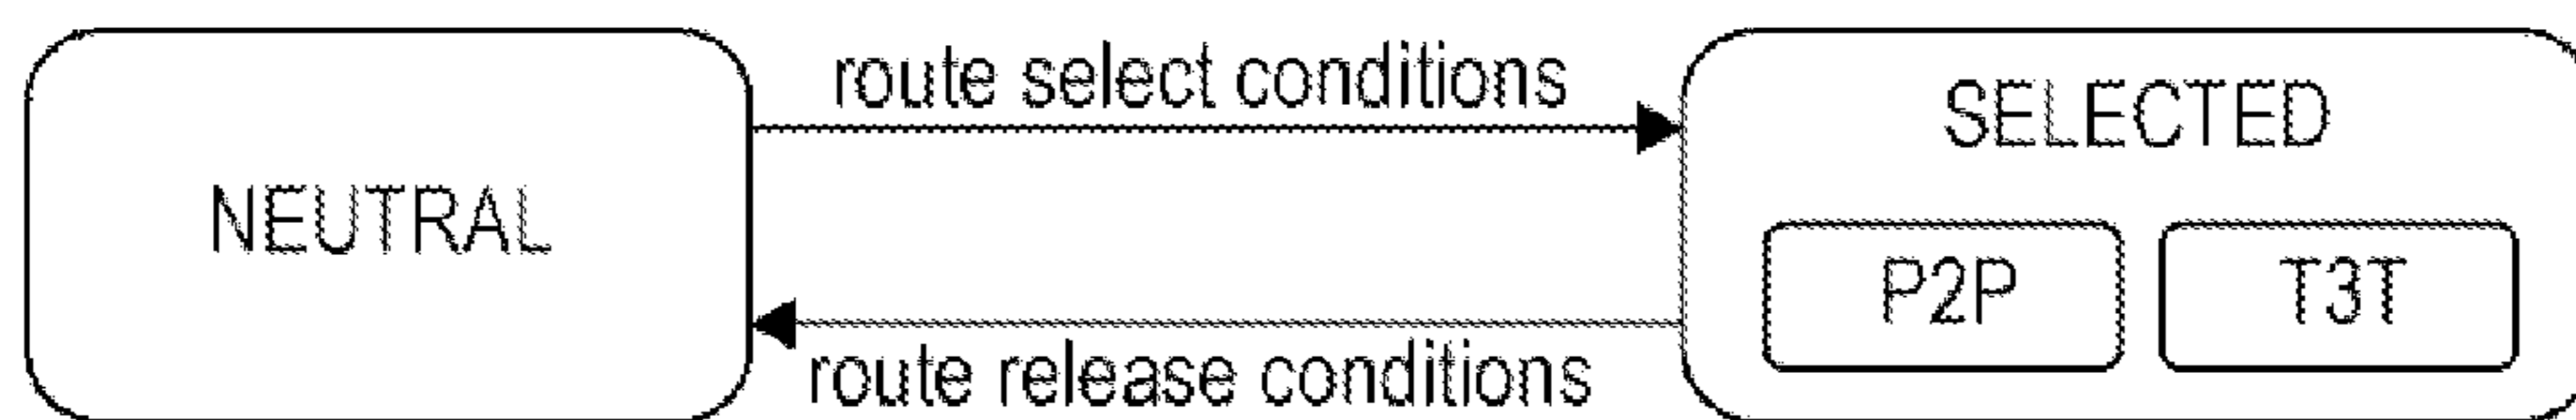 route select conditions
SELECTED
NEUTRAL
P2P
T3T
route release conditions